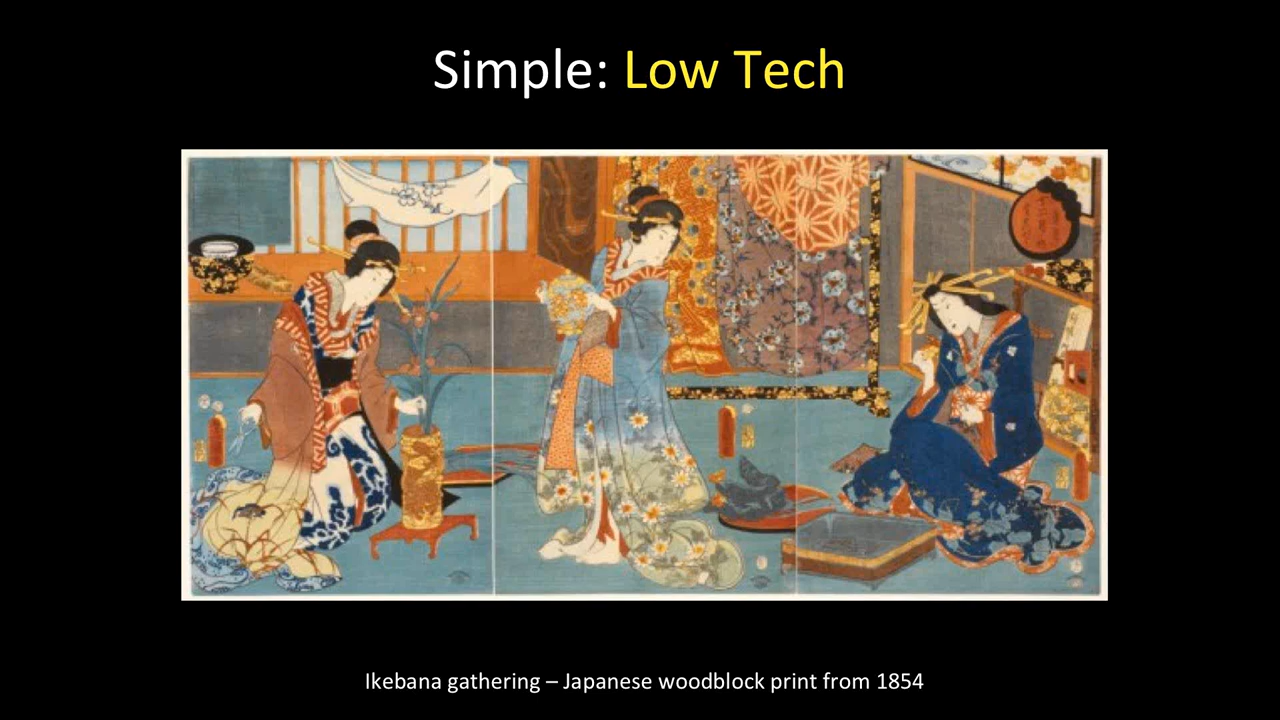 Simple: Low Tech
Ikebana gathering – Japanese woodblock print from 1854